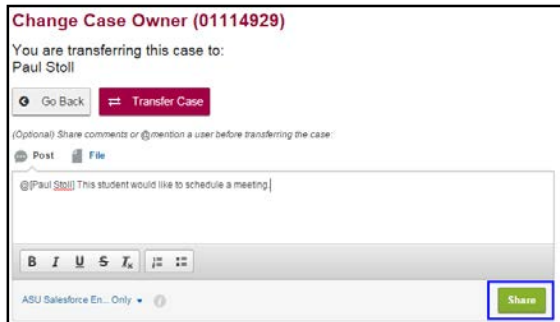 Change Case Owner (01114929)
You are transferring this case to:
Paul Stoll
Go Back
Transfer Case
(Optional) Share comments or @mention a user before transferring the case:
Post
File
@[Paul Stoll] This student would like to schedule a meeting.
B I U S Tx
ASU Salesforce En... Only
Share